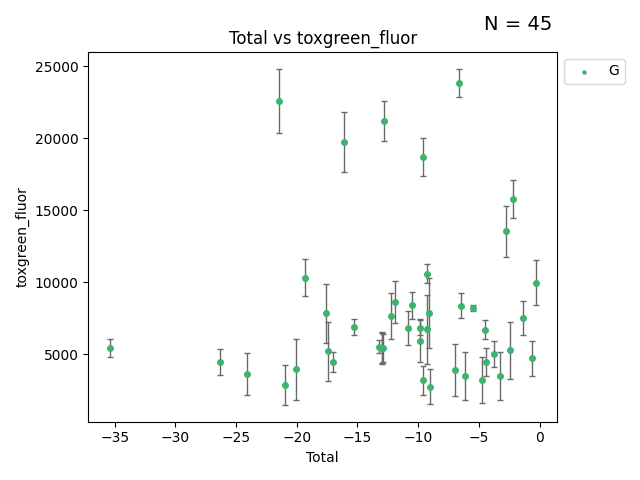 N = 45
Total vs toxgreen_fluor
G
25000
20000
15000
10000
5000
toxgreen_fluor
−35 −30 −25 −20 −15 −10 −5 0
Total